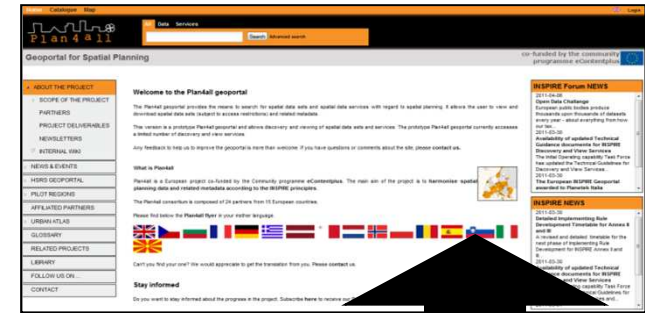 Home Catalogue Map
Login
Plan4all
All Data Services
Search Advanced search
Geoportal for Spatial Planning
co-funded by the community
programme eContentplus
ABOUT THE PROJECT
SCOPE OF THE PROJECT
PARTNERS
PROJECT DELIVERABLES
NEWSLETTERS
INTERNAL WIKI
NEWS & EVENTS
HSRS GEOPORTAL
PILOT REGIONS
AFFILIATED PARTNERS
URBAN ATLAS
GLOSSARY
RELATED PROJECTS
LIBRARY
FOLLOW US ON ...
CONTACT
Welcome to the Plan4all geoportal
The Plan4all geoportal provides the means to search for spatial data sets and spatial data services with regard to spatial planning. It allows the user to view and
download spatial data sets (subject to access restrictions) and related metadata.
This version is a prototype Plan4all geoportal and allows discovery and viewing of spatial data sets and services. The prototype Plan4all geoportal currently accesses
a limited number of discovery and view services.
Any feedback to help us to improve the geoportal is more than welcome. If you have questions or comments about the site, please contact us.
What is Plan4all
Plan4all is a European project co-funded by the Community programme eContentplus. The main aim of the project is to harmonise spatial
planning data and related metadata according to the INSPIRE principles.
The Plan4all consortium is composed of 24 partners from 15 European countries.
Please find below the Plan4all flyer in your mother language.
Can't you find your one? We would appreciate to get the translation from you. Please contact us.
Stay informed
Do you want to stay informed about the progress in the project. Subscribe here to receive our
INSPIRE Forum NEWS
2011-04-08
Open Data Challenge
European public bodies produce
thousands upon thousands of datasets
every year - about everything from how
our tax...
2011-03-30
Availability of updated Technical
Guidance documents for INSPIRE
Discovery and View Services
The Initial Operating capability Task Force
has updated the Technical Guidelines for
Discovery and View Services...
2011-03-30
The European INSPIRE Geoportal
awarded to Planetek Italia
INSPIRE NEWS
2011-03-30
Detailed Implementing Rule
Development Timetable for Annex II
and III
A revised and detailed timetable for the
next phase of Implementing Rule
Development for INSPIRE Annex II and
III
2011-03-30
Availability of updated Technical
documents for INSPIRE
and View Services
operating capability Task Force
the Technical Guidelines for
Services and...